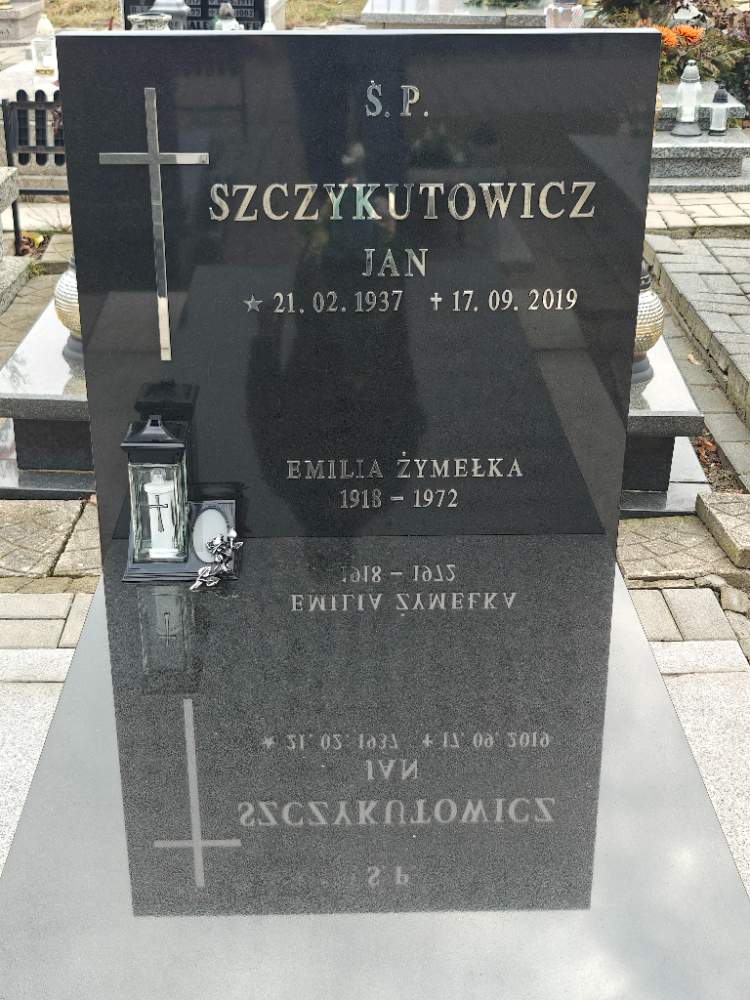 Ś. P.
SZCZYKUTOWICZ
JAN
★ 21. 02. 1937 ✝ 17. 09. 2019
EMILIA ŻYMEŁKA
1918 – 1972